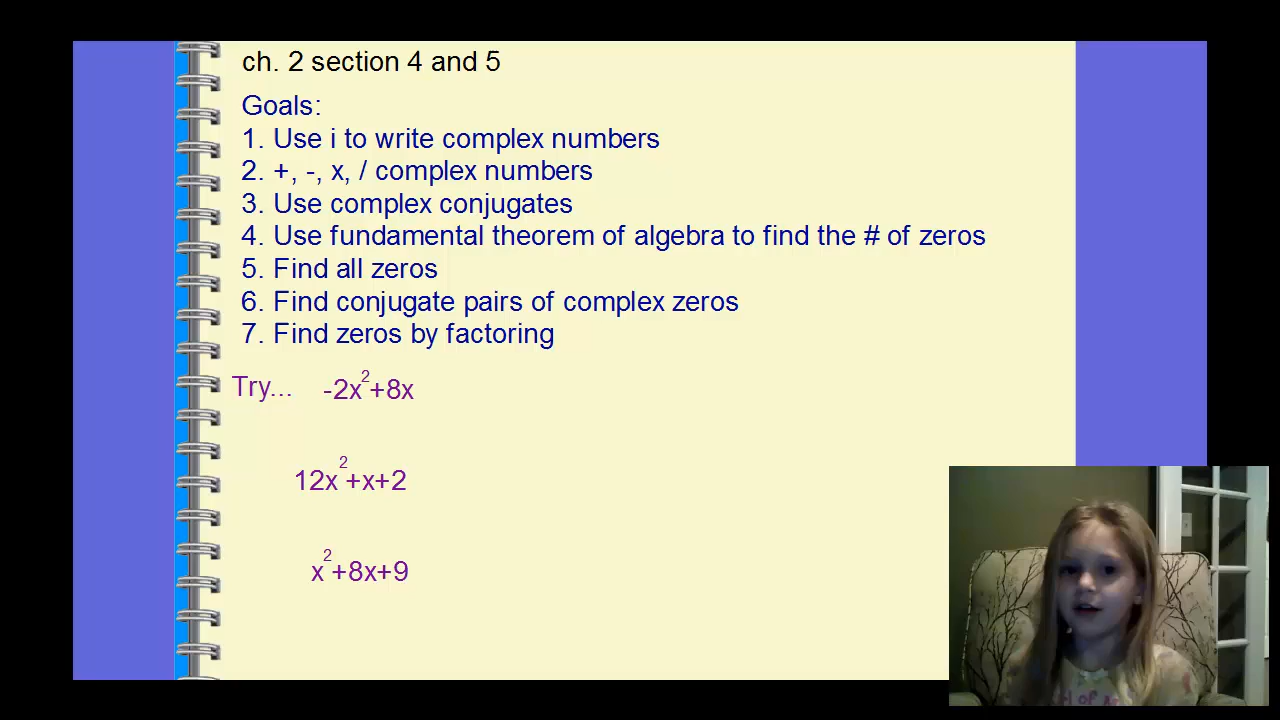 ch. 2 section 4 and 5
Goals:
1. Use i to write complex numbers
2. +, -, x, / complex numbers
3. Use complex conjugates
4. Use fundamental theorem of algebra to find the # of zeros
5. Find all zeros
6. Find conjugate pairs of complex zeros
7. Find zeros by factoring
Try... -2x²+8x
12x²+x+2
x²+8x+9